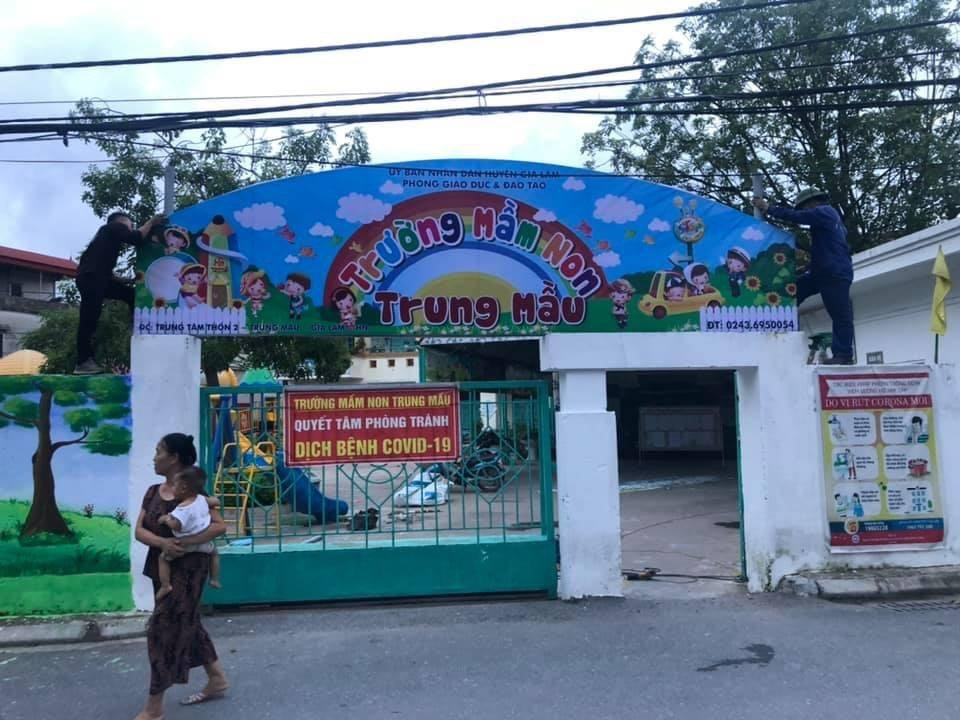 ỦY BAN NHÂN DÂN HUYỆN GIA LÂM
PHÒNG GIÁO DỤC & ĐÀO TẠO
Trường Mầm Non
Trung Mầu
ĐC: TRUNG TÂM THÔN 2 - TRUNG MẦU - GIA LÂM - HN
ĐT: 0243.6950054
TRƯỜNG MẦM NON TRUNG MẦU
QUYẾT TÂM PHÒNG TRÁNH
DỊCH BỆNH COVID-19
DO VI RÚT CORONA MỚI
19003228